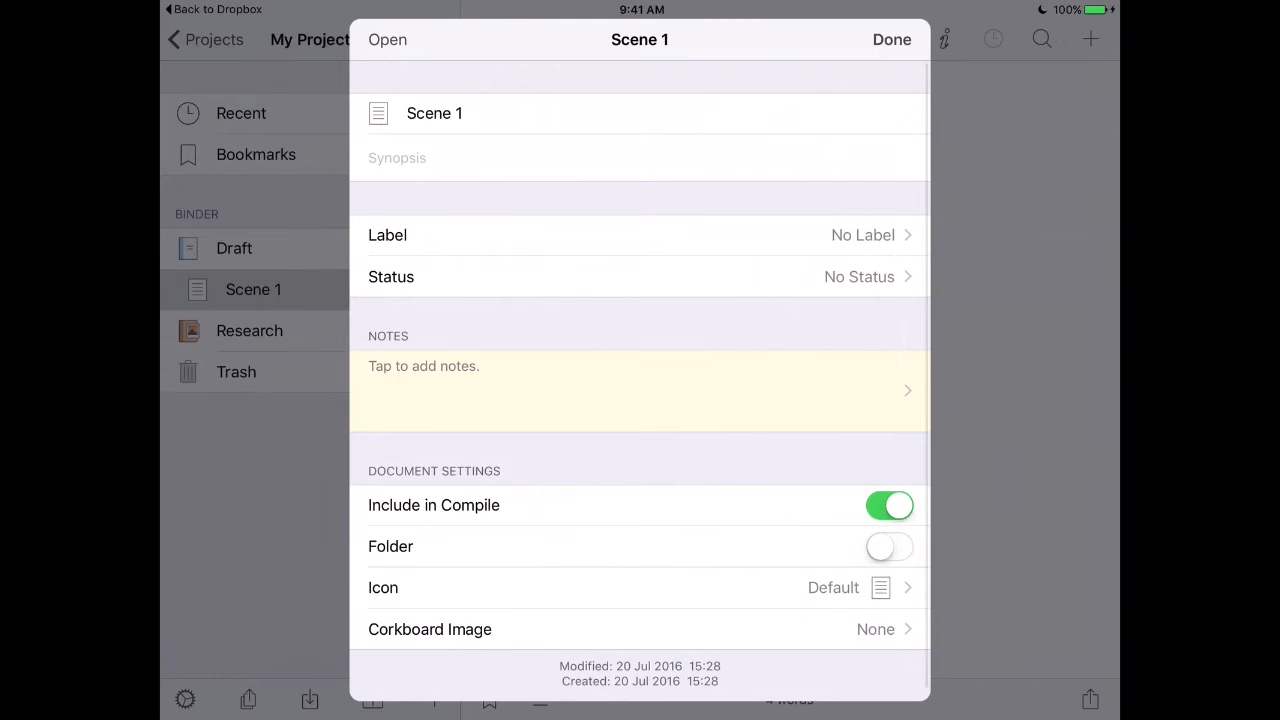 Back to Dropbox
9:41 AM
100%
Projects
My Project
Open
Scene 1
Done
Recent
Bookmarks
BINDER
Draft
Scene 1
Research
Trash
Scene 1
Synopsis
Label
No Label
Status
No Status
NOTES
Tap to add notes.
DOCUMENT SETTINGS
Include in Compile
Folder
Icon
Default
Corkboard Image
None
Modified: 20 Jul 2016 15:28
Created: 20 Jul 2016 15:28
words